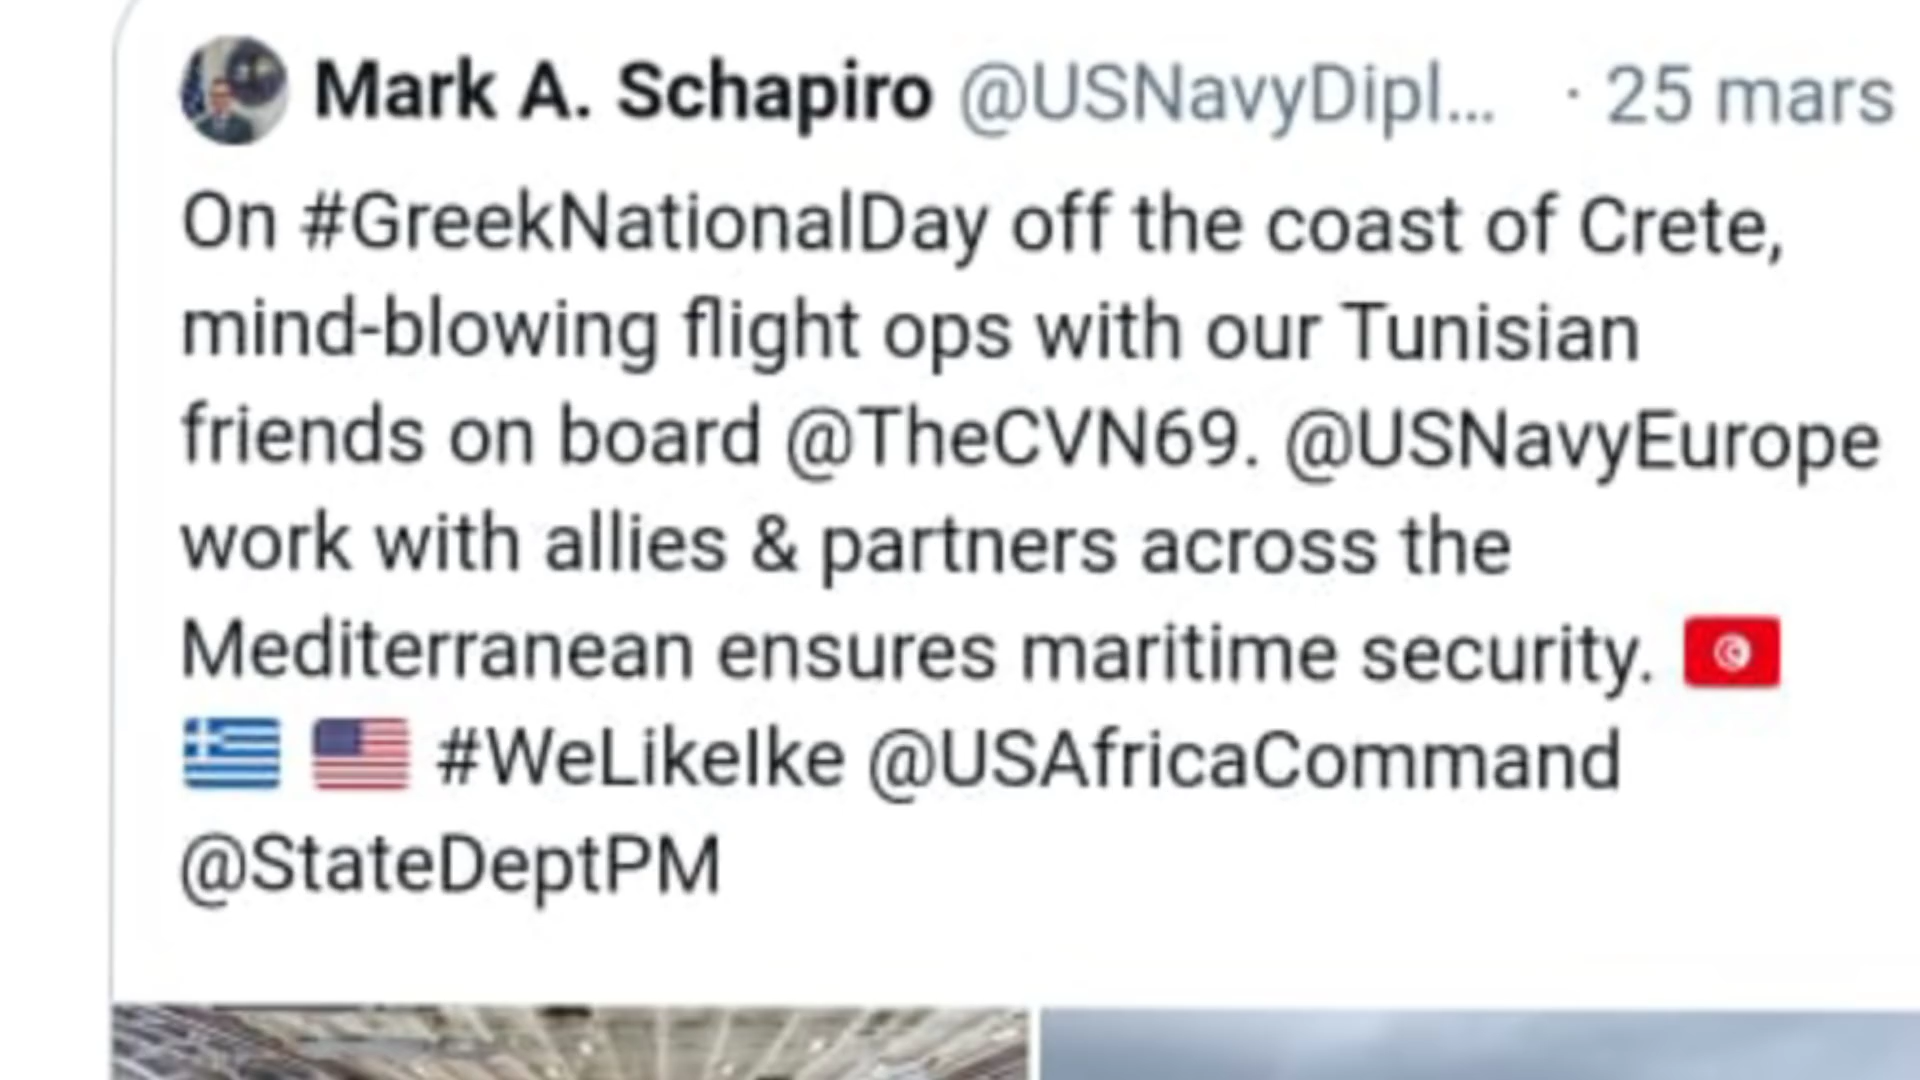 Mark A. Schapiro @USNavyDipl... · 25 mars
On #GreekNationalDay off the coast of Crete,
mind-blowing flight ops with our Tunisian
friends on board @TheCVN69. @USNavyEurope
work with allies & partners across the
Mediterranean ensures maritime security. 🇹🇳
🇬🇷 🇺🇸 #WeLikeIke @USAfricaCommand
@StateDeptPM